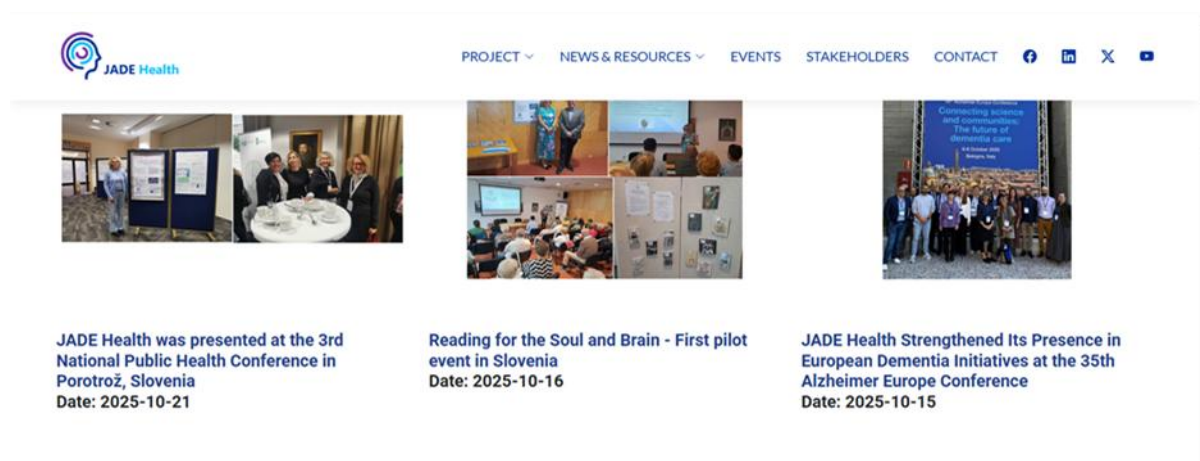 JADE Health
PROJECT
NEWS & RESOURCES
EVENTS
STAKEHOLDERS
CONTACT
Connecting science
and communities:
The future of
dementia care
JADE Health was presented at the 3rd
National Public Health Conference in
Porotrož, Slovenia
Date: 2025-10-21
Reading for the Soul and Brain - First pilot
event in Slovenia
Date: 2025-10-16
JADE Health Strengthened Its Presence in
European Dementia Initiatives at the 35th
Alzheimer Europe Conference
Date: 2025-10-15